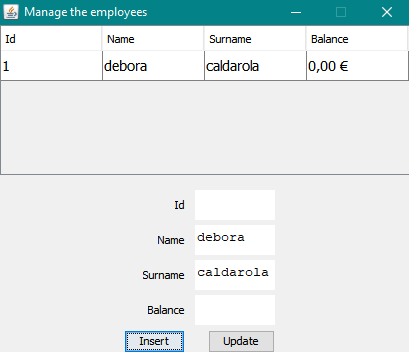 Manage the employees
Id Name Surname Balance
1 debora caldarola 0,00 €
Id
Name debora
Surname caldarola
Balance
Insert Update